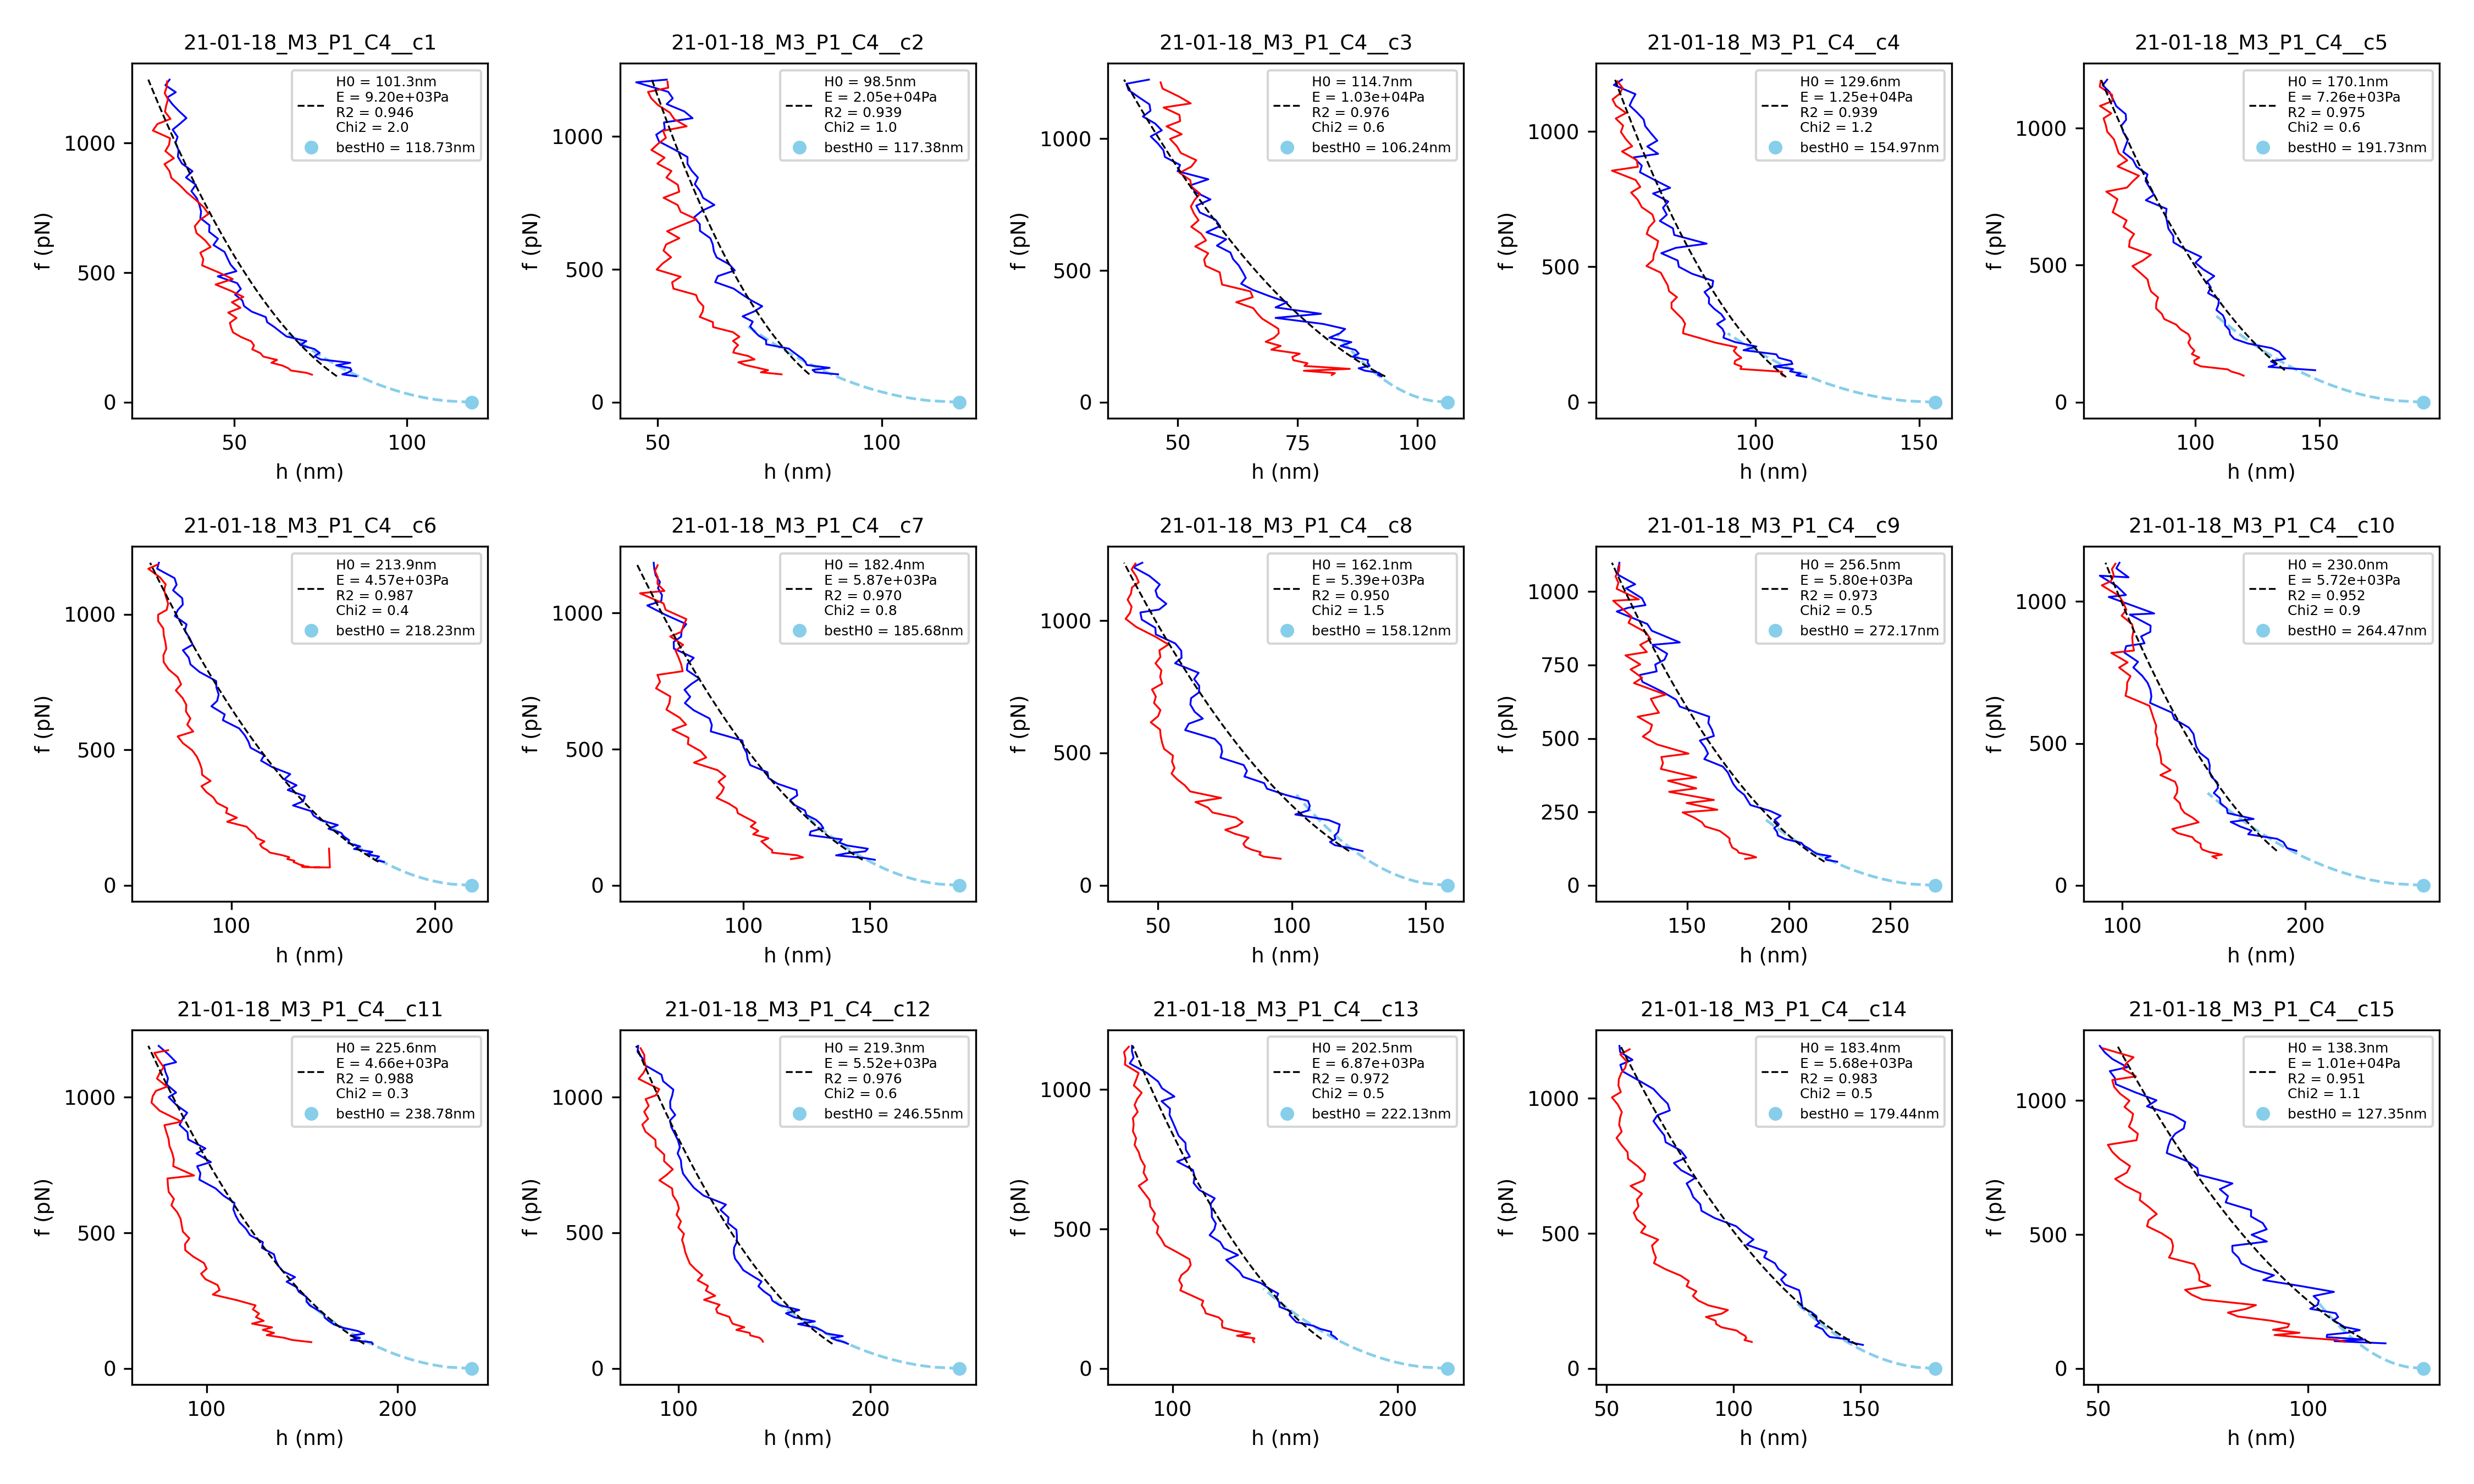 21-01-18_M3_P1_C4__c1
H0 = 101.3nm
E = 9.20e+03Pa
R2 = 0.946
Chi2 = 2.0
bestH0 = 118.73nm
f (pN)
1000
500
0
50 100
h (nm)
21-01-18_M3_P1_C4__c2
H0 = 98.5nm
E = 2.05e+04Pa
R2 = 0.939
Chi2 = 1.0
bestH0 = 117.38nm
f (pN)
1000
500
0
50 100
h (nm)
21-01-18_M3_P1_C4__c3
H0 = 114.7nm
E = 1.03e+04Pa
R2 = 0.976
Chi2 = 0.6
bestH0 = 106.24nm
f (pN)
1000
500
0
50 75 100
h (nm)
21-01-18_M3_P1_C4__c4
H0 = 129.6nm
E = 1.25e+04Pa
R2 = 0.939
Chi2 = 1.2
bestH0 = 154.97nm
f (pN)
1000
500
0
100 150
h (nm)
21-01-18_M3_P1_C4__c5
H0 = 170.1nm
E = 7.26e+03Pa
R2 = 0.975
Chi2 = 0.6
bestH0 = 191.73nm
f (pN)
1000
500
0
100 150
h (nm)
21-01-18_M3_P1_C4__c6
H0 = 213.9nm
E = 4.57e+03Pa
R2 = 0.987
Chi2 = 0.4
bestH0 = 218.23nm
f (pN)
1000
500
0
100 200
h (nm)
21-01-18_M3_P1_C4__c7
H0 = 182.4nm
E = 5.87e+03Pa
R2 = 0.970
Chi2 = 0.8
bestH0 = 185.68nm
f (pN)
1000
500
0
100 150
h (nm)
21-01-18_M3_P1_C4__c8
H0 = 162.1nm
E = 5.39e+03Pa
R2 = 0.950
Chi2 = 1.5
bestH0 = 158.12nm
f (pN)
1000
500
0
50 100 150
h (nm)
21-01-18_M3_P1_C4__c9
H0 = 256.5nm
E = 5.80e+03Pa
R2 = 0.973
Chi2 = 0.5
bestH0 = 272.17nm
f (pN)
1000
750
500
250
0
150 200 250
h (nm)
21-01-18_M3_P1_C4__c10
H0 = 230.0nm
E = 5.72e+03Pa
R2 = 0.952
Chi2 = 0.9
bestH0 = 264.47nm
f (pN)
1000
500
0
100 200
h (nm)
21-01-18_M3_P1_C4__c11
H0 = 225.6nm
E = 4.66e+03Pa
R2 = 0.988
Chi2 = 0.3
bestH0 = 238.78nm
f (pN)
1000
500
0
100 200
h (nm)
21-01-18_M3_P1_C4__c12
H0 = 219.3nm
E = 5.52e+03Pa
R2 = 0.976
Chi2 = 0.6
bestH0 = 246.55nm
f (pN)
1000
500
0
100 200
h (nm)
21-01-18_M3_P1_C4__c13
H0 = 202.5nm
E = 6.87e+03Pa
R2 = 0.972
Chi2 = 0.5
bestH0 = 222.13nm
f (pN)
1000
500
0
100 200
h (nm)
21-01-18_M3_P1_C4__c14
H0 = 183.4nm
E = 5.68e+03Pa
R2 = 0.983
Chi2 = 0.5
bestH0 = 179.44nm
f (pN)
1000
500
0
50 100 150
h (nm)
21-01-18_M3_P1_C4__c15
H0 = 138.3nm
E = 1.01e+04Pa
R2 = 0.951
Chi2 = 1.1
bestH0 = 127.35nm
f (pN)
1000
500
0
50 100
h (nm)